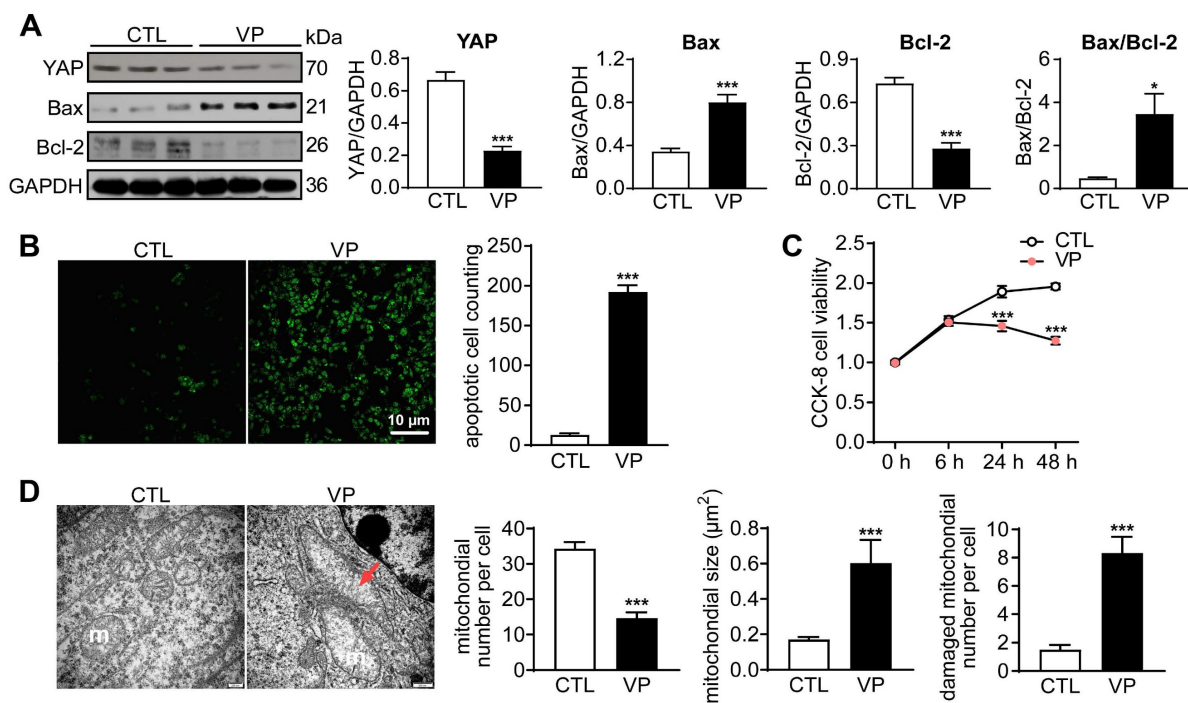 A
CTL VP kDa
YAP 70
Bax 21
Bcl-2 26
GAPDH 36
YAP
YAP/GAPDH
0.8
0.6
0.4
0.2
0.0
***
CTL VP
Bax
Bax/GAPDH
1.2
0.8
0.4
0.0
***
CTL VP
Bcl-2
Bcl-2/GAPDH
0.9
0.6
0.3
0.0
***
CTL VP
Bax/Bcl-2
Bax/Bcl-2
6
4
2
0
*
CTL VP
B
CTL VP
10 μm
apoptotic cell counting
250
200
150
100
50
0
***
CTL VP
C
CTL
VP
CCK-8 cell viability
2.5
2.0
1.5
1.0
0.5
0.0
***
***
0 h 6 h 24 h 48 h
D
CTL VP
m
m
mitochondial
number per cell
40
30
20
10
0
***
CTL VP
mitochondrial size (μm²)
0.8
0.6
0.4
0.2
0.0
***
CTL VP
damaged mitochondial
number per cell
10
8
6
4
2
0
***
CTL VP